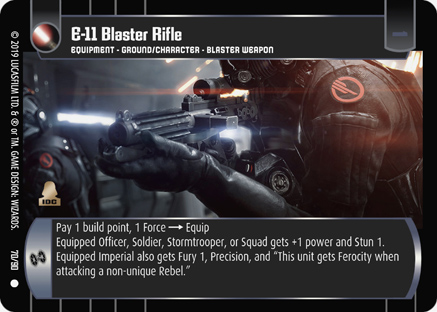 E-11 Blaster Rifle
EQUIPMENT - GROUND/CHARACTER - BLASTER WEAPON
© 2019 LUCASFILM LTD. & ® or TM. GAME DESIGN: WIZARDS.
70/90
IDC
Pay 1 build point, 1 Force → Equip
Equipped Officer, Soldier, Stormtrooper, or Squad gets +1 power and Stun 1.
Equipped Imperial also gets Fury 1, Precision, and "This unit gets Ferocity when
attacking a non-unique Rebel."